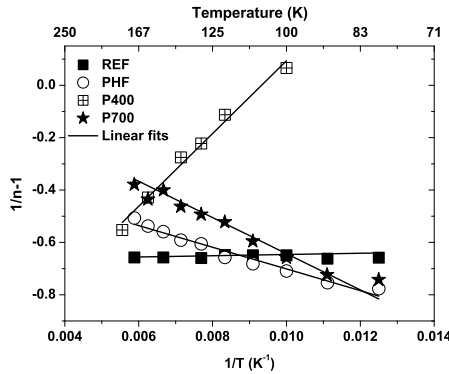 Temperature (K)
250 167 125 100 83 71
REF
PHF
P400
P700
Linear fits
1/n-1
0.0
-0.2
-0.4
-0.6
-0.8
0.004 0.006 0.008 0.010 0.012 0.014
1/T (K⁻¹)